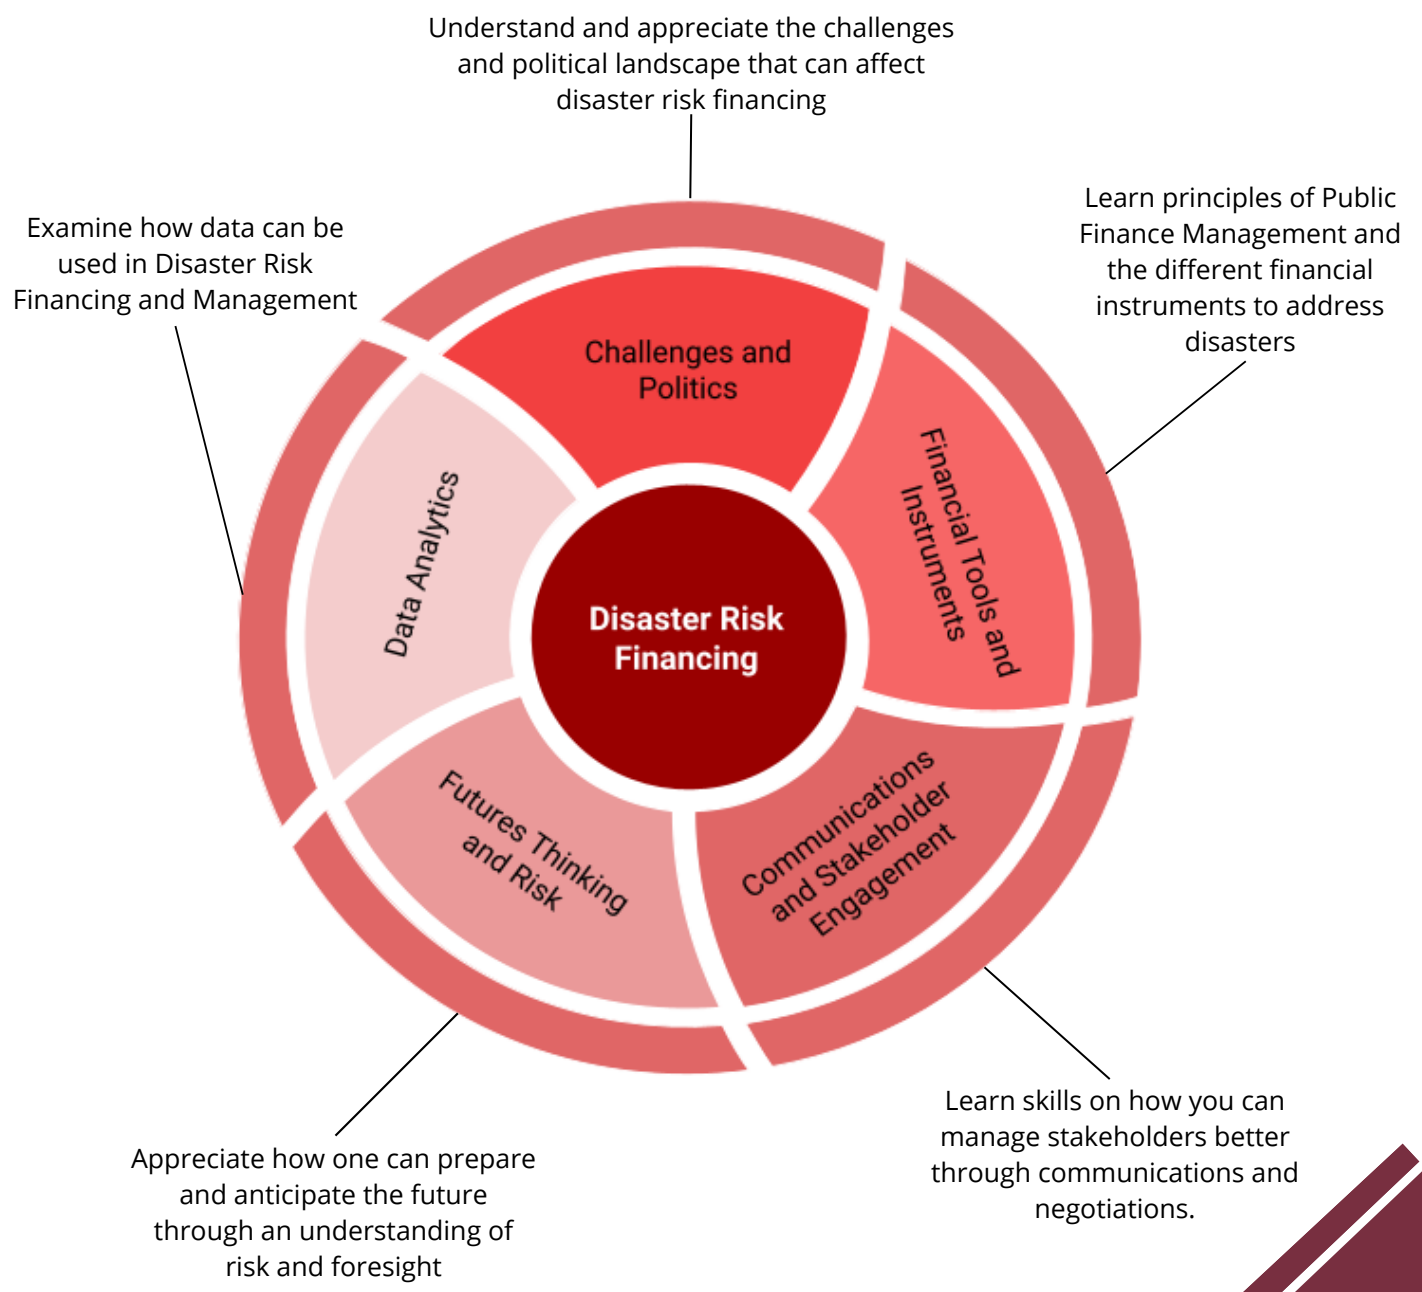 Understand and appreciate the challenges
and political landscape that can affect
disaster risk financing
Learn principles of Public
Finance Management and
the different financial
instruments to address
disasters
Examine how data can be
used in Disaster Risk
Financing and Management
Challenges and
Politics
Financial Tools and
Instruments
Data Analytics
Disaster Risk
Financing
Communications
and Stakeholder
Engagement
Futures Thinking
and Risk
Learn skills on how you can
manage stakeholders better
through communications and
negotiations.
Appreciate how one can prepare
and anticipate the future
through an understanding of
risk and foresight